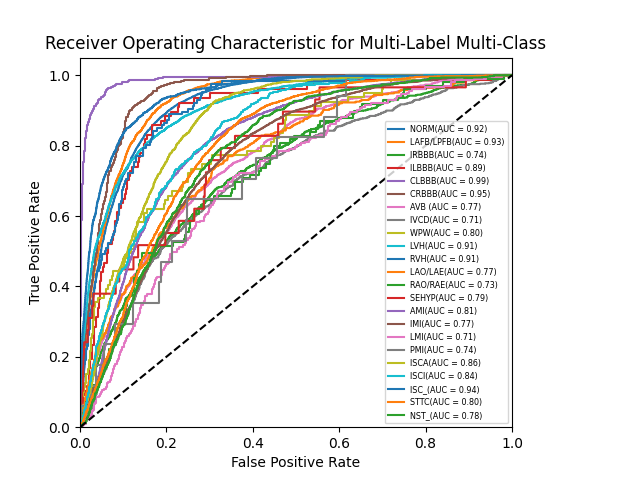 Receiver Operating Characteristic for Multi-Label Multi-Class
1.0
0.8
0.6
0.4
0.2
0.0
True Positive Rate
NORM(AUC = 0.92)
LAFB/LPFB(AUC = 0.93)
IRBBB(AUC = 0.74)
ILBBB(AUC = 0.89)
CLBBB(AUC = 0.99)
CRBBB(AUC = 0.95)
AVB (AUC = 0.77)
IVCD(AUC = 0.71)
WPW(AUC = 0.80)
LVH(AUC = 0.91)
RVH(AUC = 0.91)
LAO/LAE(AUC = 0.77)
RAO/RAE(AUC = 0.73)
SEHYP(AUC = 0.79)
AMI(AUC = 0.81)
IMI(AUC = 0.77)
LMI(AUC = 0.71)
PMI(AUC = 0.74)
ISCA(AUC = 0.86)
ISCI(AUC = 0.84)
ISC_(AUC = 0.94)
STTC(AUC = 0.80)
NST_(AUC = 0.78)
0.0 0.2 0.4 0.6 0.8 1.0
False Positive Rate